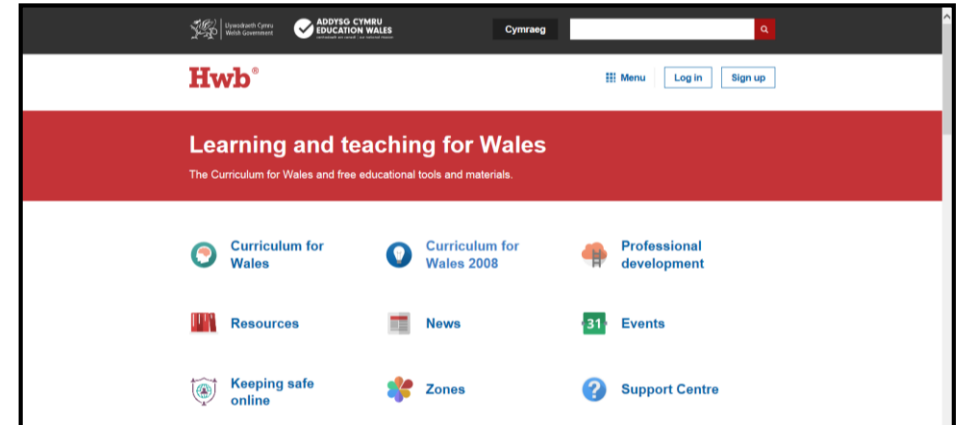 Llywodraeth Cymru
Welsh Government
ADDYSG CYMRU
EDUCATION WALES
Cymraeg
Hwb®
Menu
Log in
Sign up
Learning and teaching for Wales
The Curriculum for Wales and free educational tools and materials.
Curriculum for
Wales
Curriculum for
Wales 2008
Professional
development
Resources
News
31
Events
Keeping safe
online
Zones
?
Support Centre